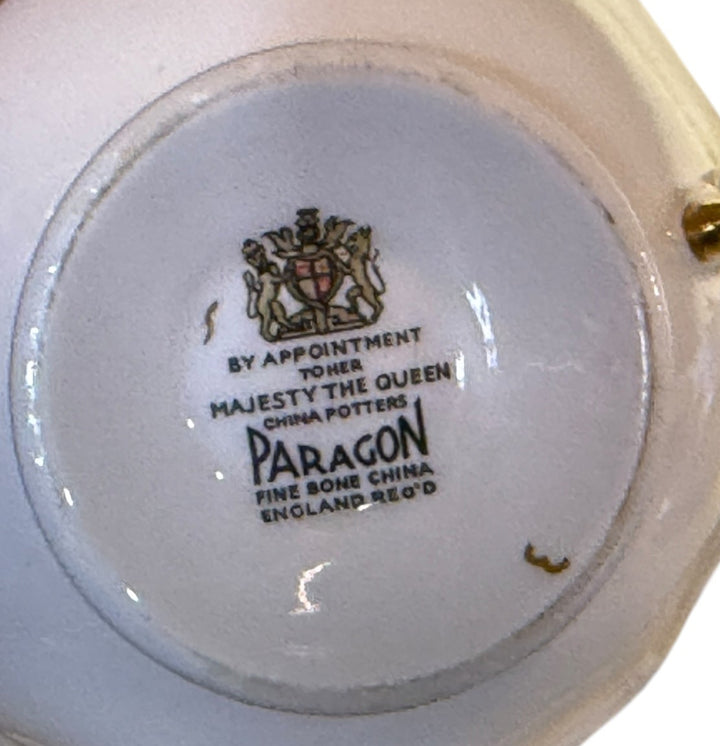 BY APPOINTMENT
TO HER
MAJESTY THE QUEEN
CHINA POTTERS
PARAGON
FINE BONE CHINA
ENGLAND REG'D